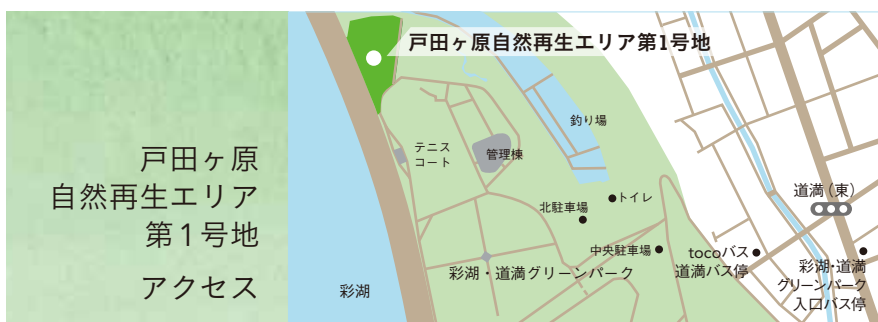 戸田ヶ原
自然再生エリア
第1号地
アクセス
戸田ヶ原自然再生エリア第1号地
釣り場
テニス
コート
管理棟
トイレ
北駐車場
道満（東）
中央駐車場
tocoバス
道満バス停
彩湖・道満
グリーンパーク
入口バス停
彩湖・道満グリーンパーク
彩湖